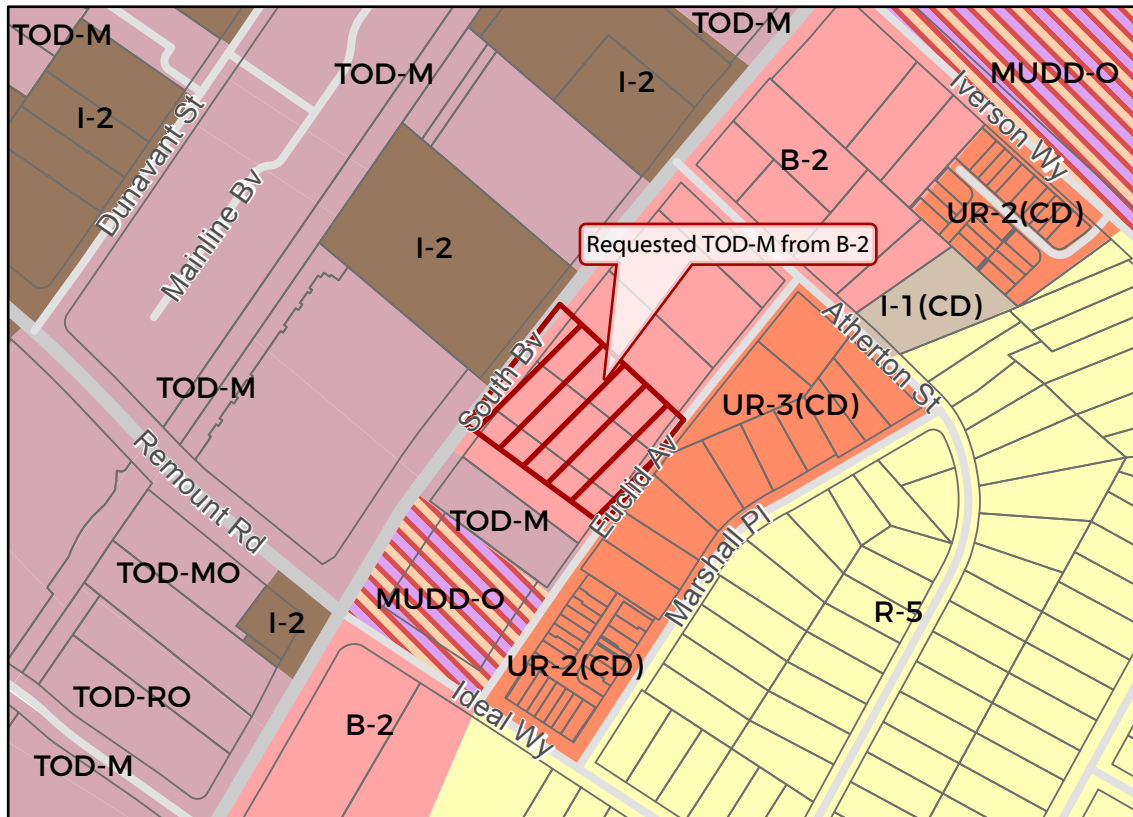 TOD-M
TOD-M
TOD-M
MUDD-O
I-2
I-2
Iverson Wy
Dunavant St
B-2
Mainline Bv
UR-2(CD)
I-2
Requested TOD-M from B-2
I-1(CD)
Atherton St
South Bv
TOD-M
UR-3(CD)
Remount Rd
Euclid Av
TOD-M
Marshall Pl
TOD-MO
MUDD-O
R-5
I-2
UR-2(CD)
TOD-RO
Ideal Wy
B-2
TOD-M